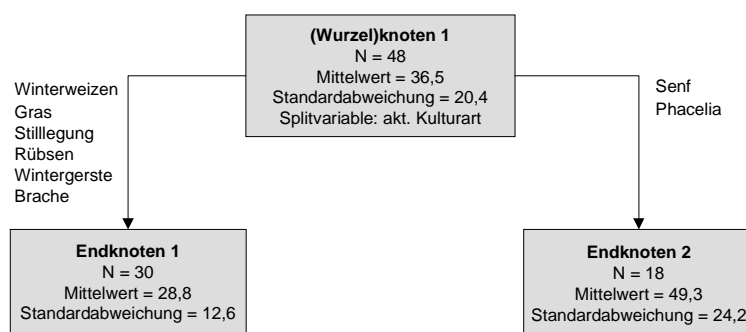 (Wurzel)knoten 1
N = 48
Mittelwert = 36,5
Standardabweichung = 20,4
Splitvariable: akt. Kulturart
Winterweizen
Gras
Stilllegung
Rübsen
Wintergerste
Brache
Senf
Phacelia
Endknoten 1
N = 30
Mittelwert = 28,8
Standardabweichung = 12,6
Endknoten 2
N = 18
Mittelwert = 49,3
Standardabweichung = 24,2